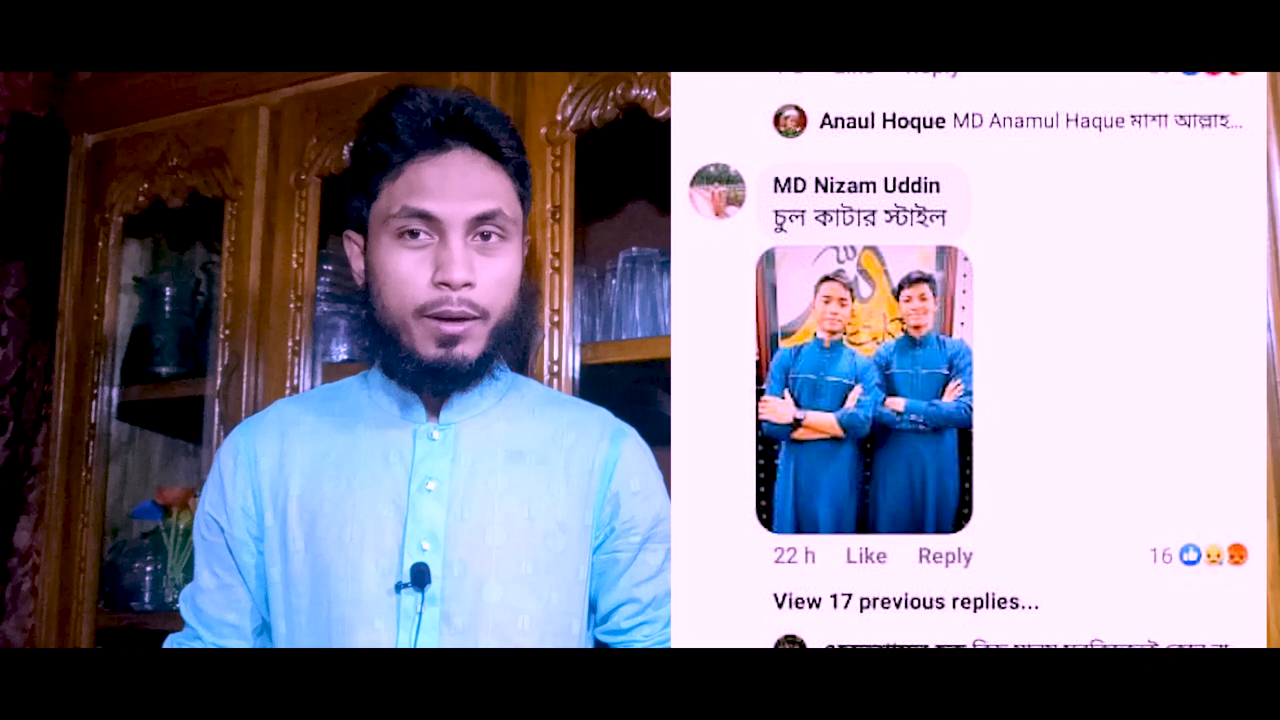 Anaul Hoque MD Anamul Haque মাশা আল্লাহ...
MD Nizam Uddin
চুল কাটার স্টাইল
22 h Like Reply 16
View 17 previous replies...